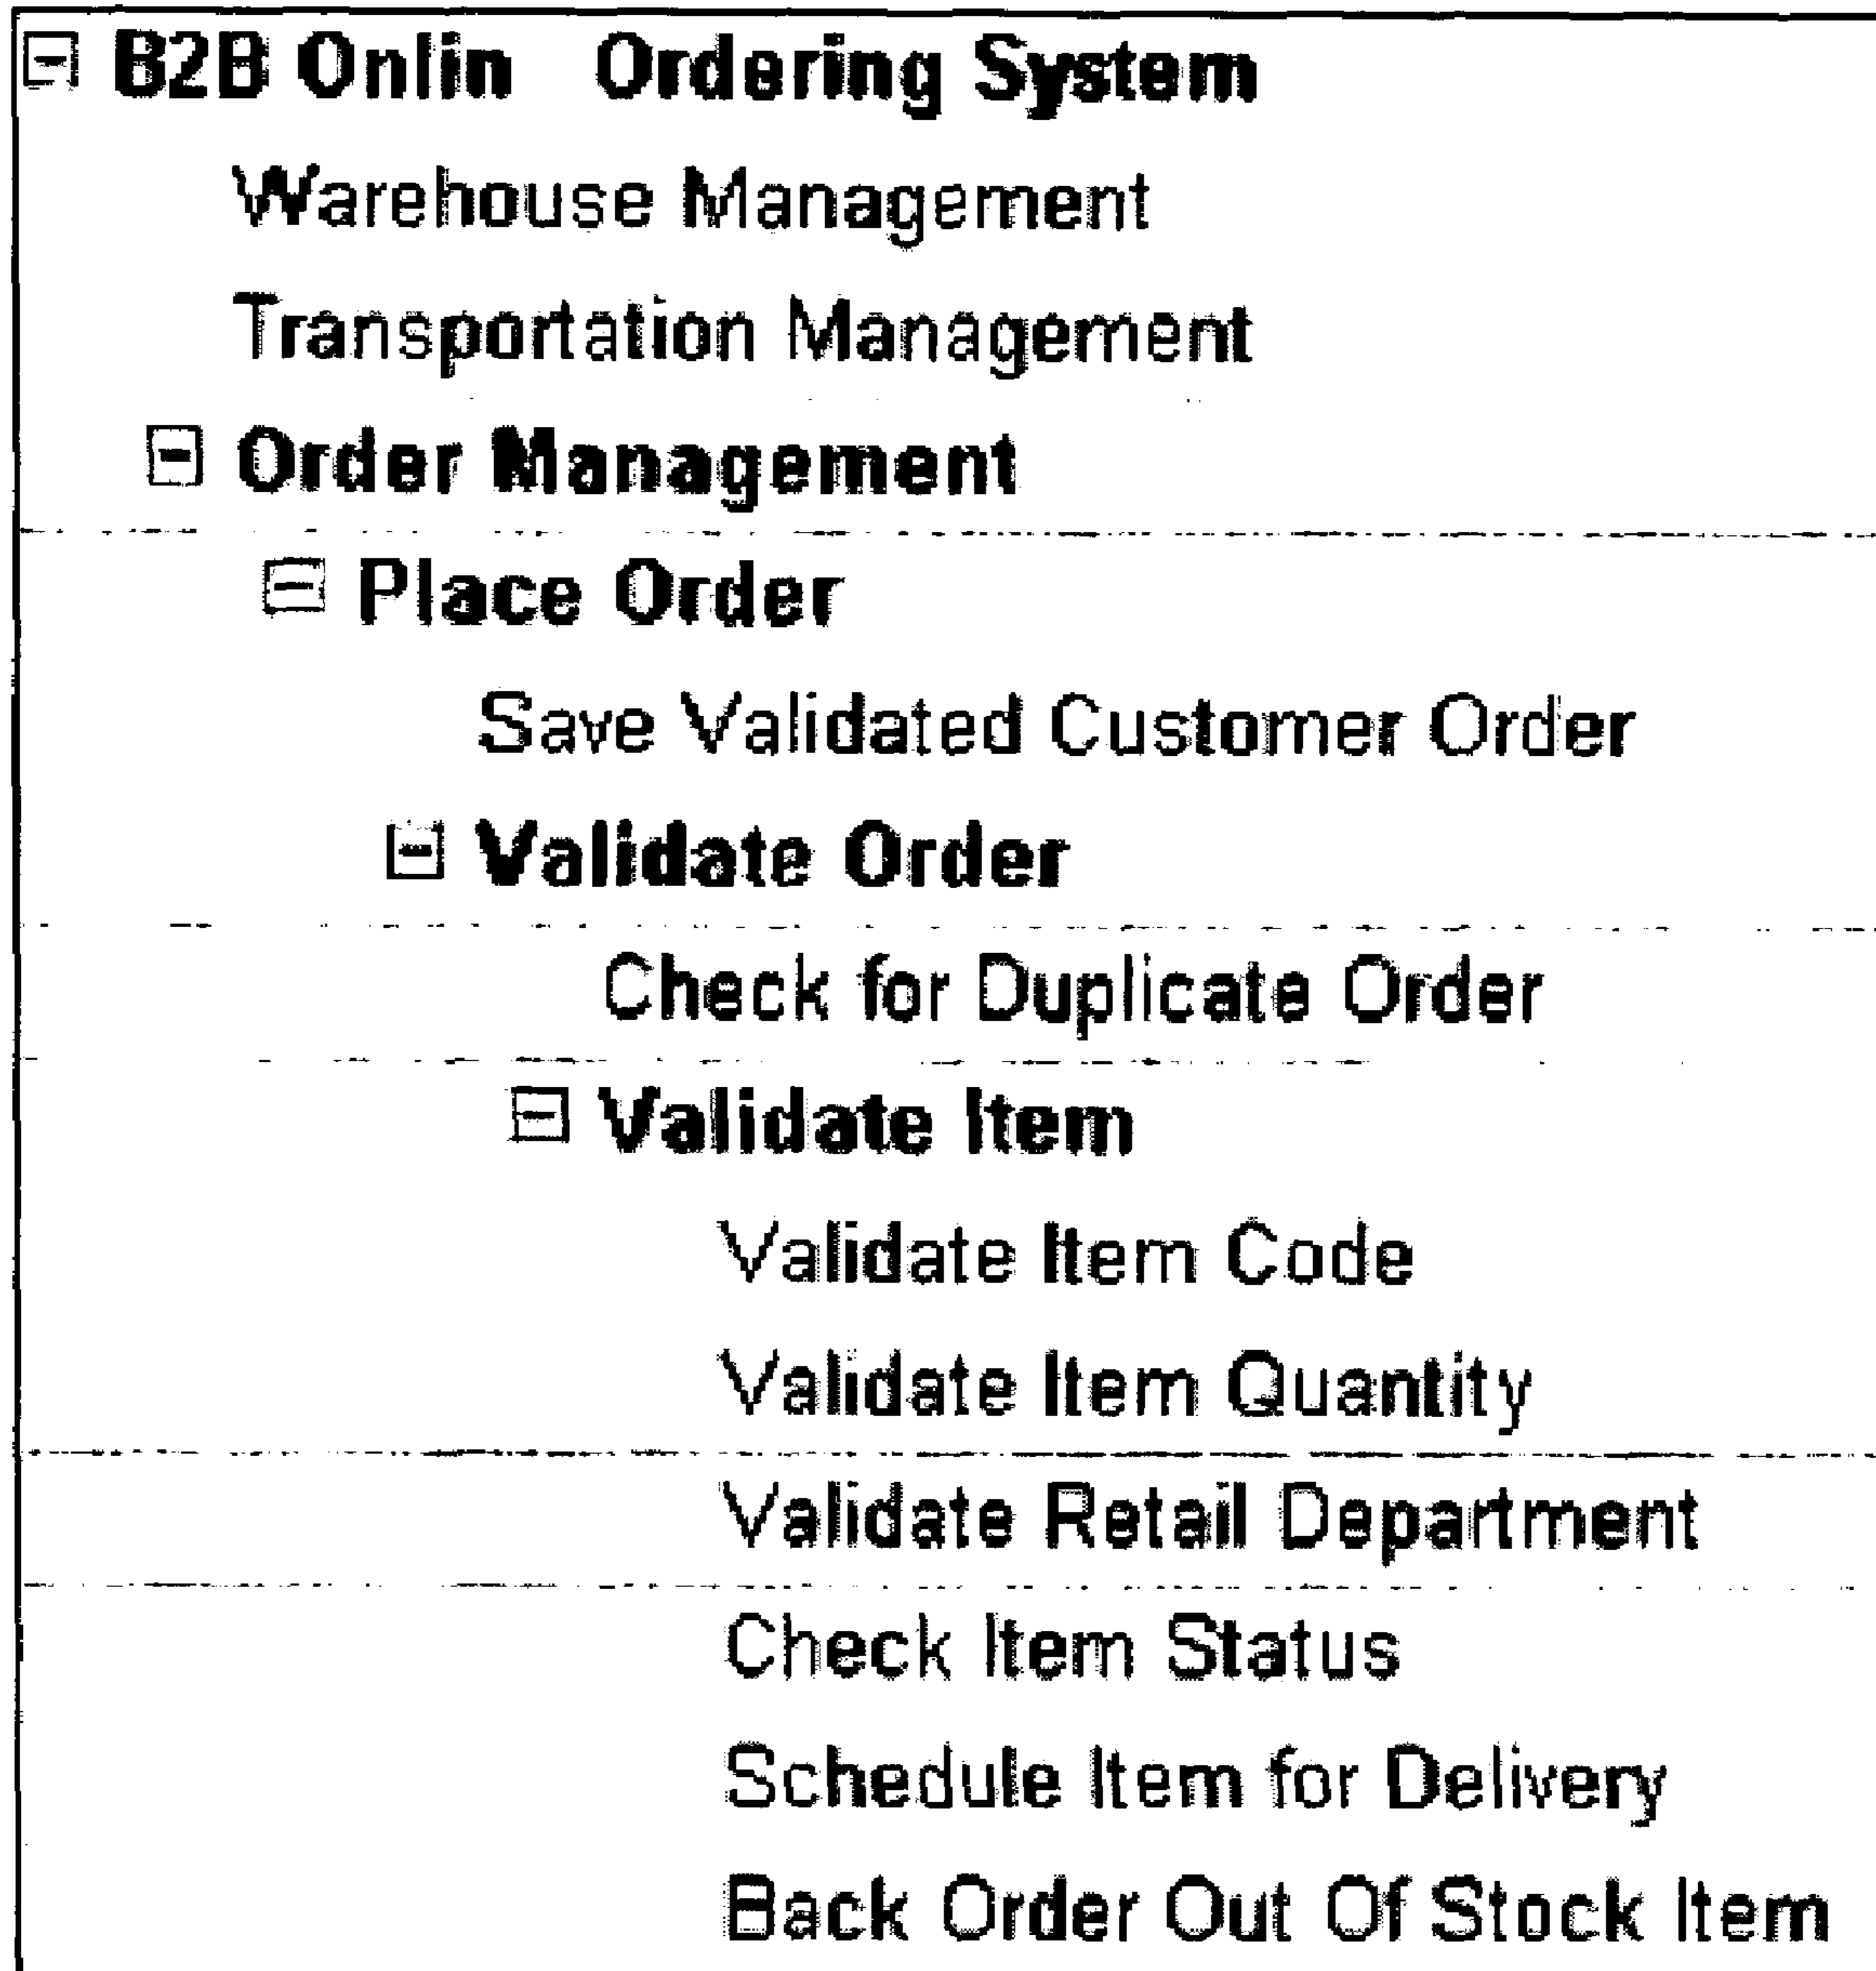 B2B Onlin Ordering System
Warehouse Management
Transportation Management
Order Management
Place Order
Save Validated Customer Order
Validate Order
Check for Duplicate Order
Validate Item
Validate Item Code
Validate Item Quantity
Validate Retail Department
Check Item Status
Schedule Item for Delivery
Back Order Out Of Stock Item